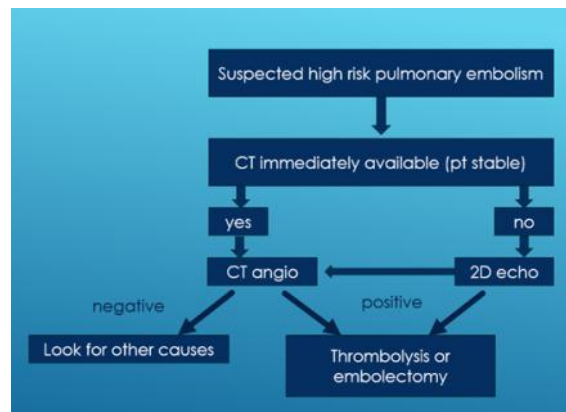 Suspected high risk pulmonary embolism
CT immediately available (pt stable)
yes
no
CT angio
2D echo
negative
positive
Look for other causes
Thrombolysis or
embolectomy